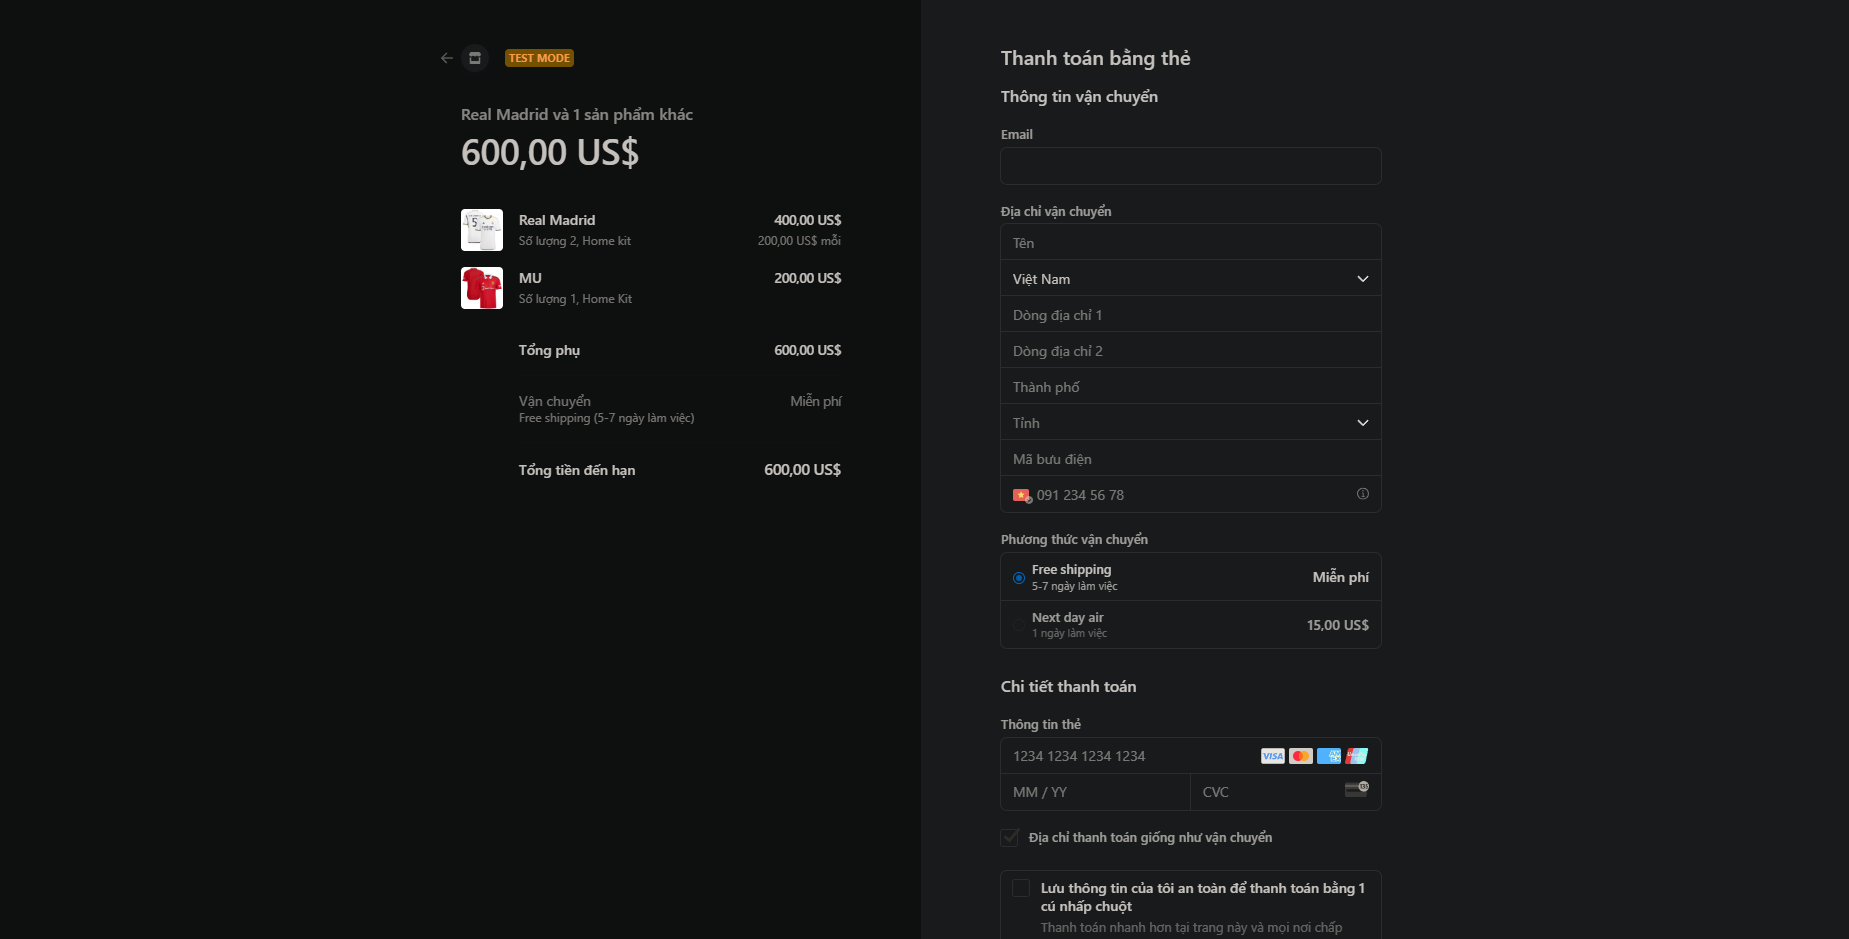 TEST MODE
Real Madrid và 1 sản phẩm khác
600,00 US$
Real Madrid
400,00 US$
Số lượng 2, Home kit
200,00 US$ mỗi
MU
200,00 US$
Số lượng 1, Home Kit
Tổng phụ
600,00 US$
Vận chuyển
Miễn phí
Free shipping (5-7 ngày làm việc)
Tổng tiền đến hạn
600,00 US$
Thanh toán bằng thẻ
Thông tin vận chuyển
Email
Địa chỉ vận chuyển
Tên
Việt Nam
Dòng địa chỉ 1
Dòng địa chỉ 2
Thành phố
Tỉnh
Mã bưu điện
091 234 56 78
Phương thức vận chuyển
Free shipping
5-7 ngày làm việc
Miễn phí
Next day air
1 ngày làm việc
15,00 US$
Chi tiết thanh toán
Thông tin thẻ
1234 1234 1234 1234
VISA
MM / YY
CVC
Địa chỉ thanh toán giống như vận chuyển
Lưu thông tin của tôi an toàn để thanh toán bằng 1
cú nhấp chuột
Thanh toán nhanh hơn tại trang này và mọi nơi chấp